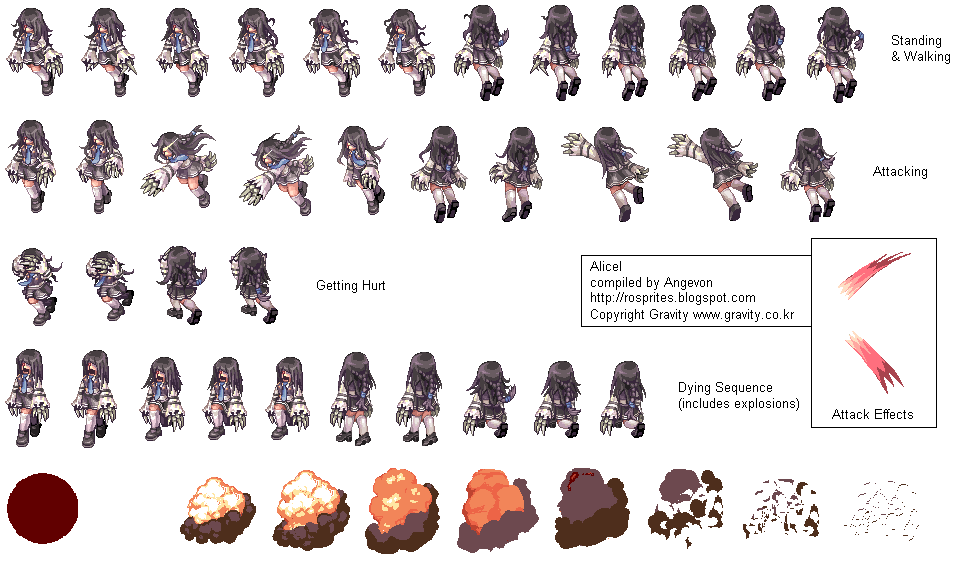 Standing
& Walking
Attacking
Getting Hurt
Alicel
compiled by Angevon
http://rosprites.blogspot.com
Copyright Gravity www.gravity.co.kr
Dying Sequence
(includes explosions)
Attack Effects